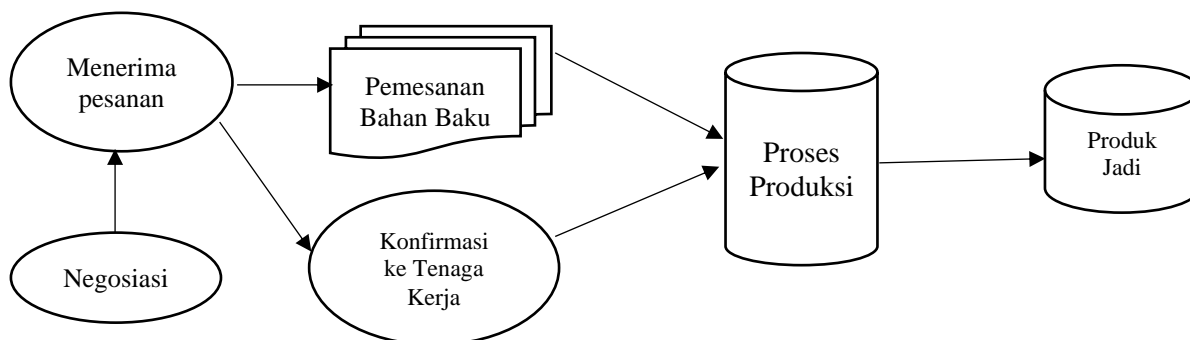 Menerima
pesanan
Pemesanan
Bahan Baku
Proses
Produksi
Produk
Jadi
Negosiasi
Konfirmasi
ke Tenaga
Kerja